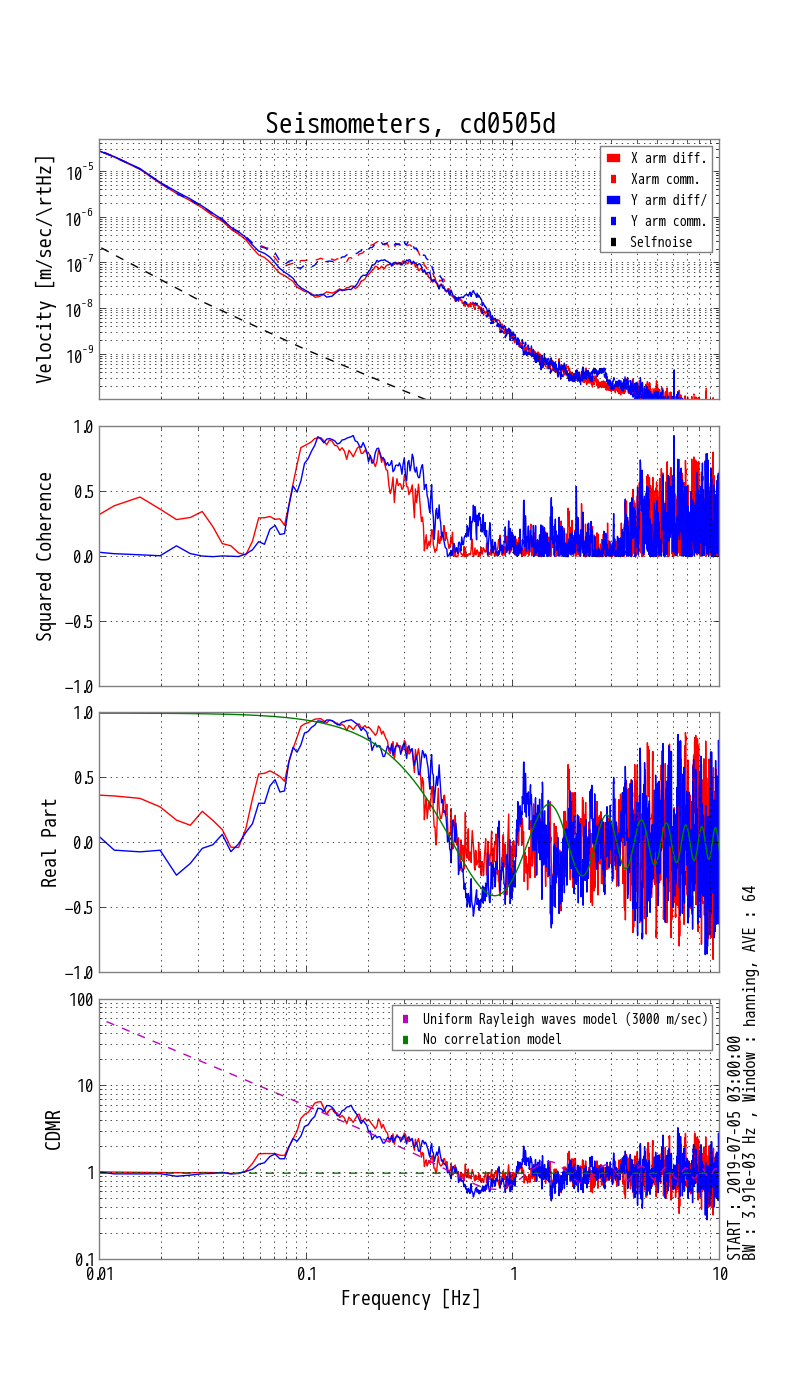 Seismometers, cd0505d
Velocity [m/sec/\rtHz]
10^-5
10^-6
10^-7
10^-8
10^-9
X arm diff.
Xarm comm.
Y arm diff/
Y arm comm.
Selfnoise
Squared Coherence
1.0
0.5
0.0
−0.5
−1.0
Real Part
1.0
0.5
0.0
−0.5
−1.0
CDMR
100
10
1
0.1
Uniform Rayleigh waves model (3000 m/sec)
No correlation model
0.01 0.1 1 10
Frequency [Hz]
START : 2019-07-05 03:00:00
BW : 3.91e-03 Hz , Window : hanning, AVE : 64